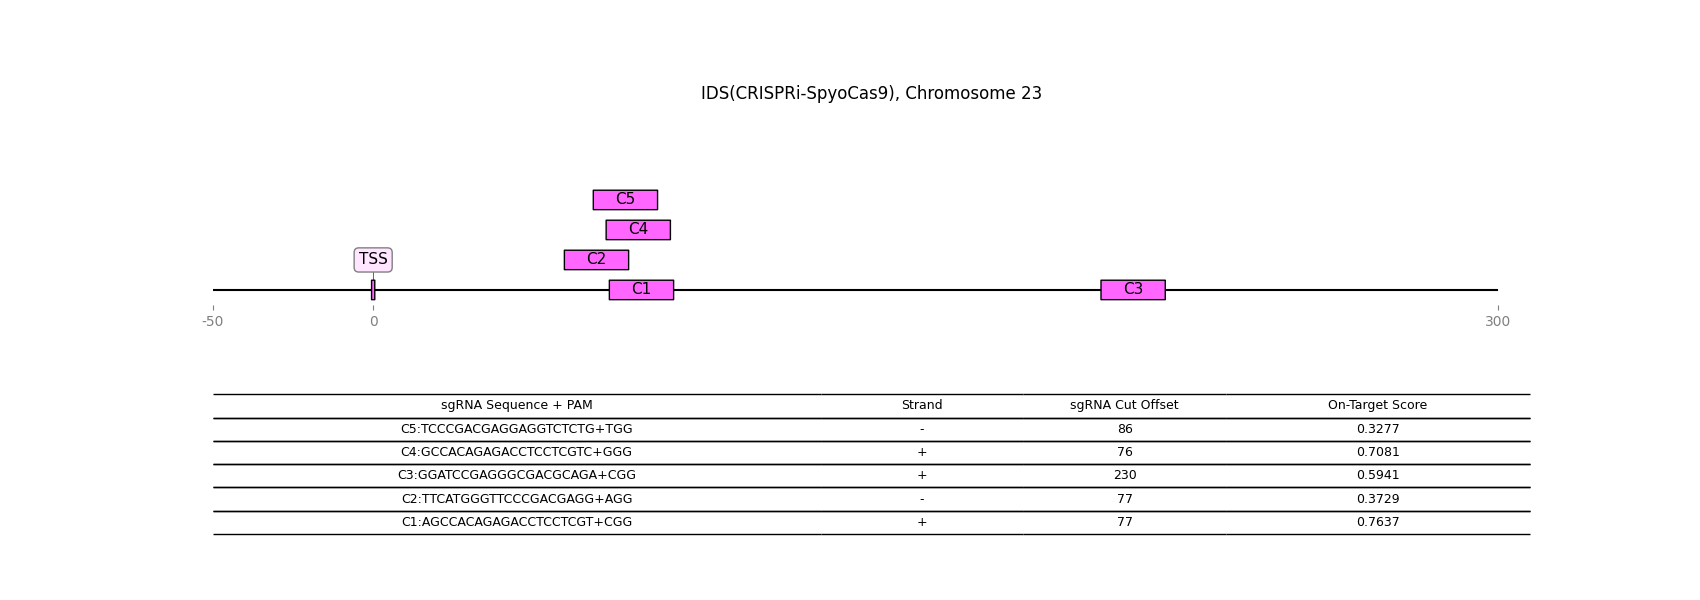 IDS(CRISPRi-SpyoCas9), Chromosome 23
C5
C4
TSS C2
C1 C3
-50 0 300
sgRNA Sequence + PAM Strand sgRNA Cut Offset On-Target Score
C5:TCCCGACGAGGAGGTCTCTG+TGG - 86 0.3277
C4:GCCACAGAGACCTCCTCGTC+GGG + 76 0.7081
C3:GGATCCGAGGGCGACGCAGA+CGG + 230 0.5941
C2:TTCATGGGTTCCCGACGAGG+AGG - 77 0.3729
C1:AGCCACAGAGACCTCCTCGT+CGG + 77 0.7637